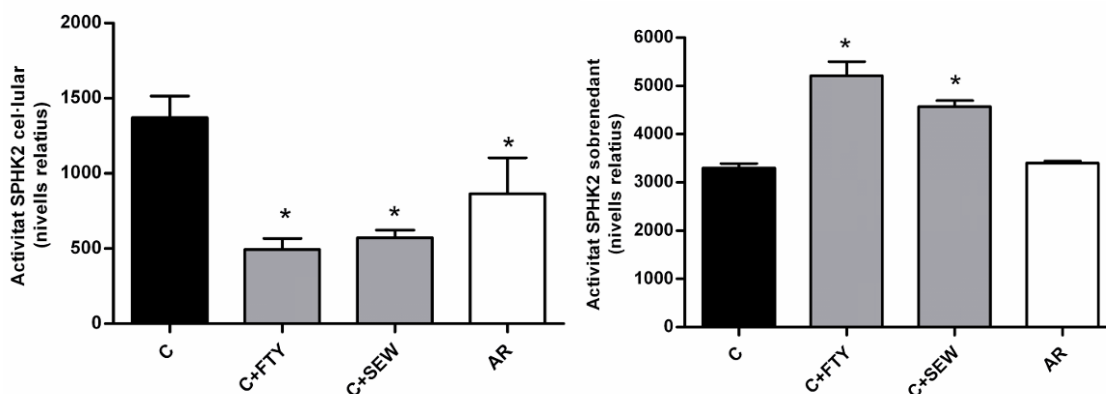 Activitat SPHK2 cel·lular
(nivells relatius)
2000
1500
1000
500
0
*
*
*
C
C+FTY
C+SEW
AR
Activitat SPHK2 sobrenedant
(nivells relatius)
6000
5000
4000
3000
2000
1000
0
*
*
C
C+FTY
C+SEW
AR